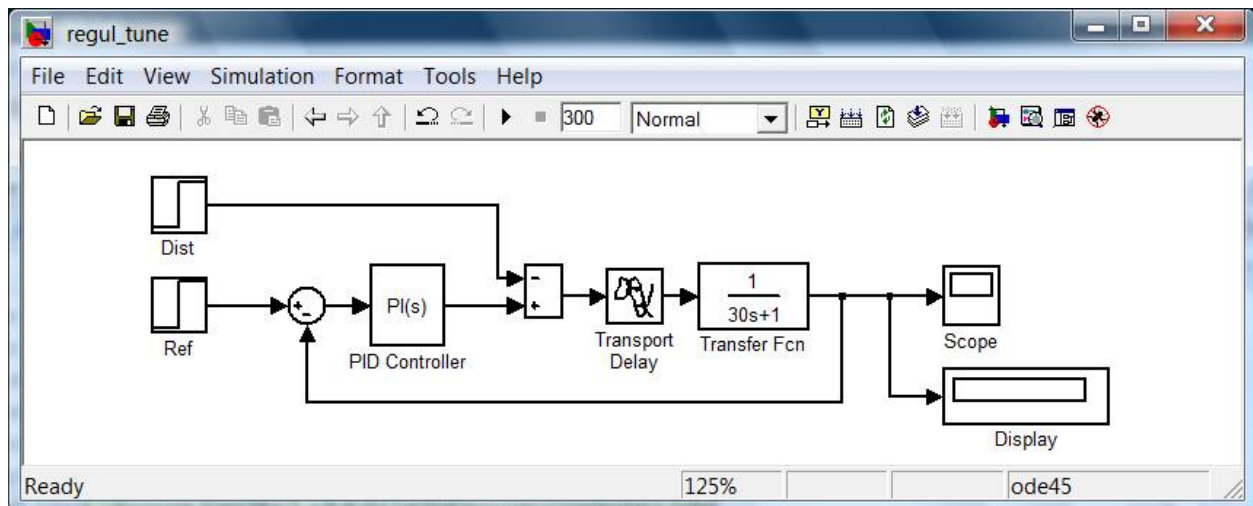 regul_tune
File Edit View Simulation Format Tools Help
300 Normal
Dist
Ref
+
-
PI(s)
PID Controller
-
+
Transport
Delay
1
30s+1
Transfer Fcn
Scope
Display
Ready 125% ode45